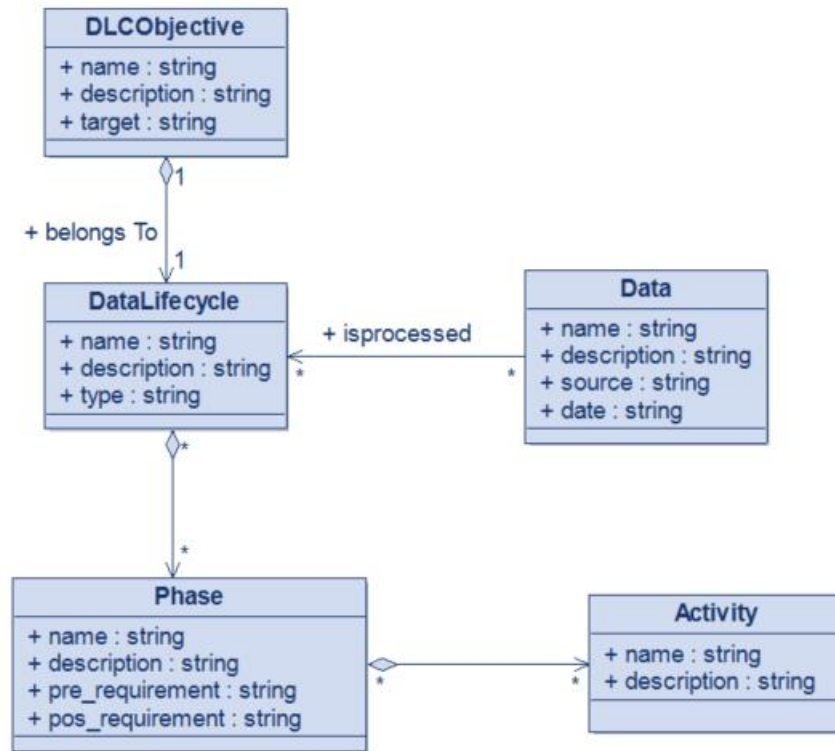 DLCObjective
+ name : string
+ description : string
+ target : string
1
+ belongs To
1
DataLifecycle
+ name : string
+ description : string
+ type : string
+ isprocessed
*
*
Data
+ name : string
+ description : string
+ source : string
+ date : string
*
*
Phase
+ name : string
+ description : string
+ pre_requirement : string
+ pos_requirement : string
*
*
Activity
+ name : string
+ description : string